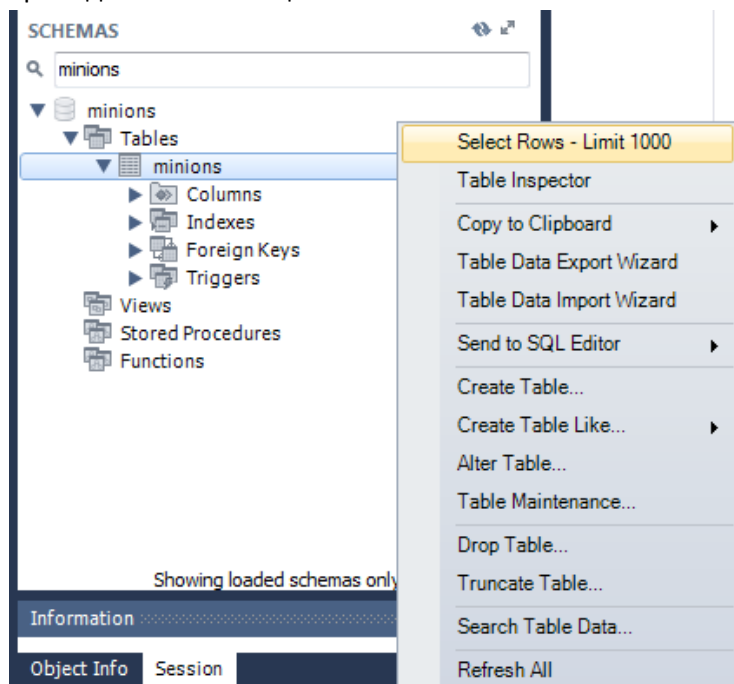 SCHEMAS
minions
minions
Tables
minions
Columns
Indexes
Foreign Keys
Triggers
Views
Stored Procedures
Functions
Showing loaded schemas only
Information
Object Info Session
Select Rows - Limit 1000
Table Inspector
Copy to Clipboard
Table Data Export Wizard
Table Data Import Wizard
Send to SQL Editor
Create Table...
Create Table Like...
Alter Table...
Table Maintenance...
Drop Table...
Truncate Table...
Search Table Data...
Refresh All